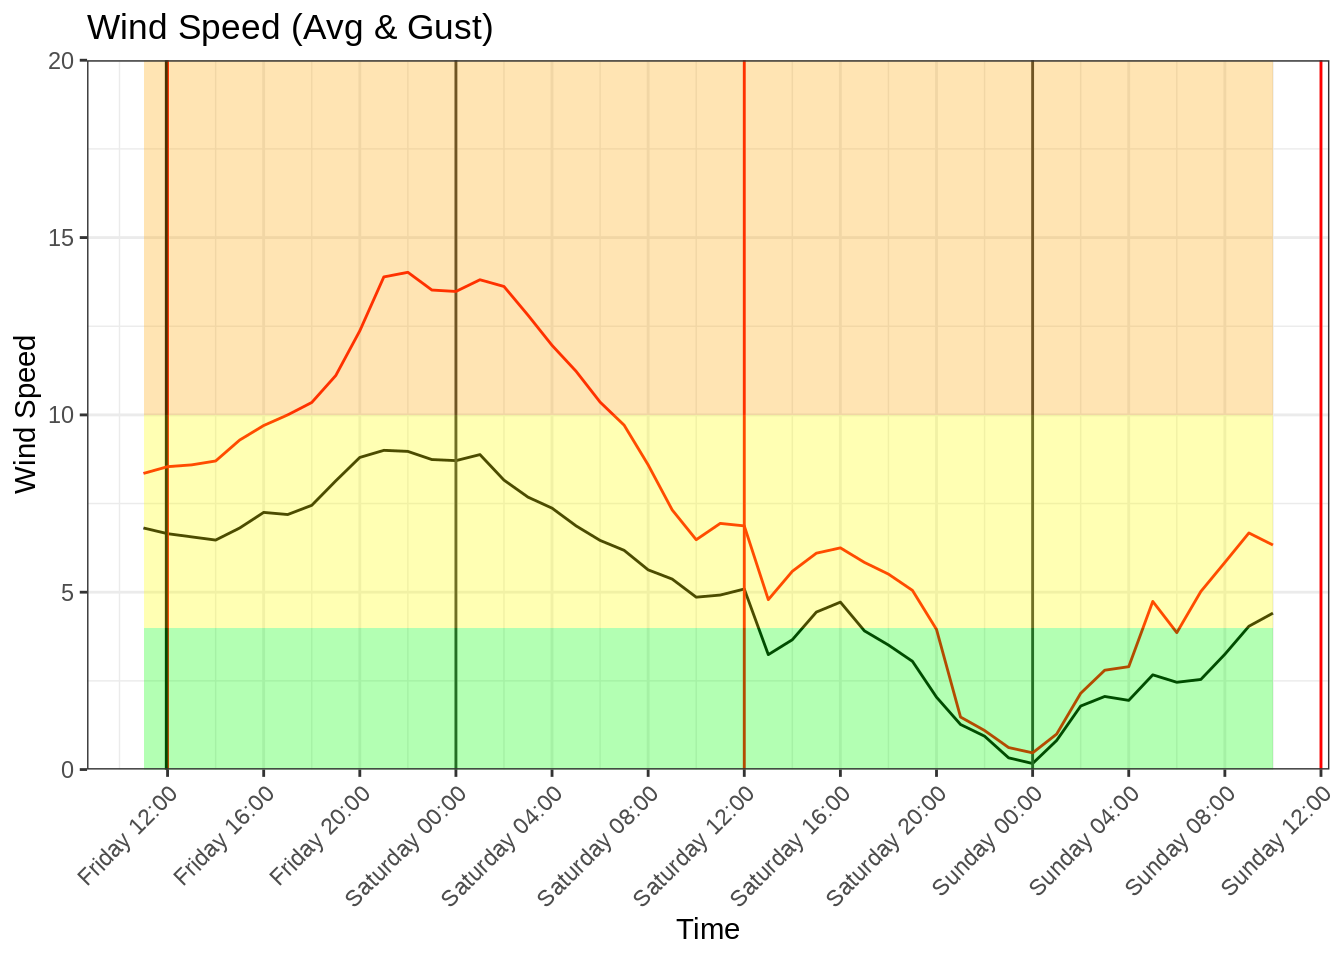 Wind Speed (Avg & Gust)
20
15
10
5
0
Wind Speed
Friday 12:00
Friday 16:00
Friday 20:00
Saturday 00:00
Saturday 04:00
Saturday 08:00
Saturday 12:00
Saturday 16:00
Saturday 20:00
Sunday 00:00
Sunday 04:00
Sunday 08:00
Sunday 12:00
Time